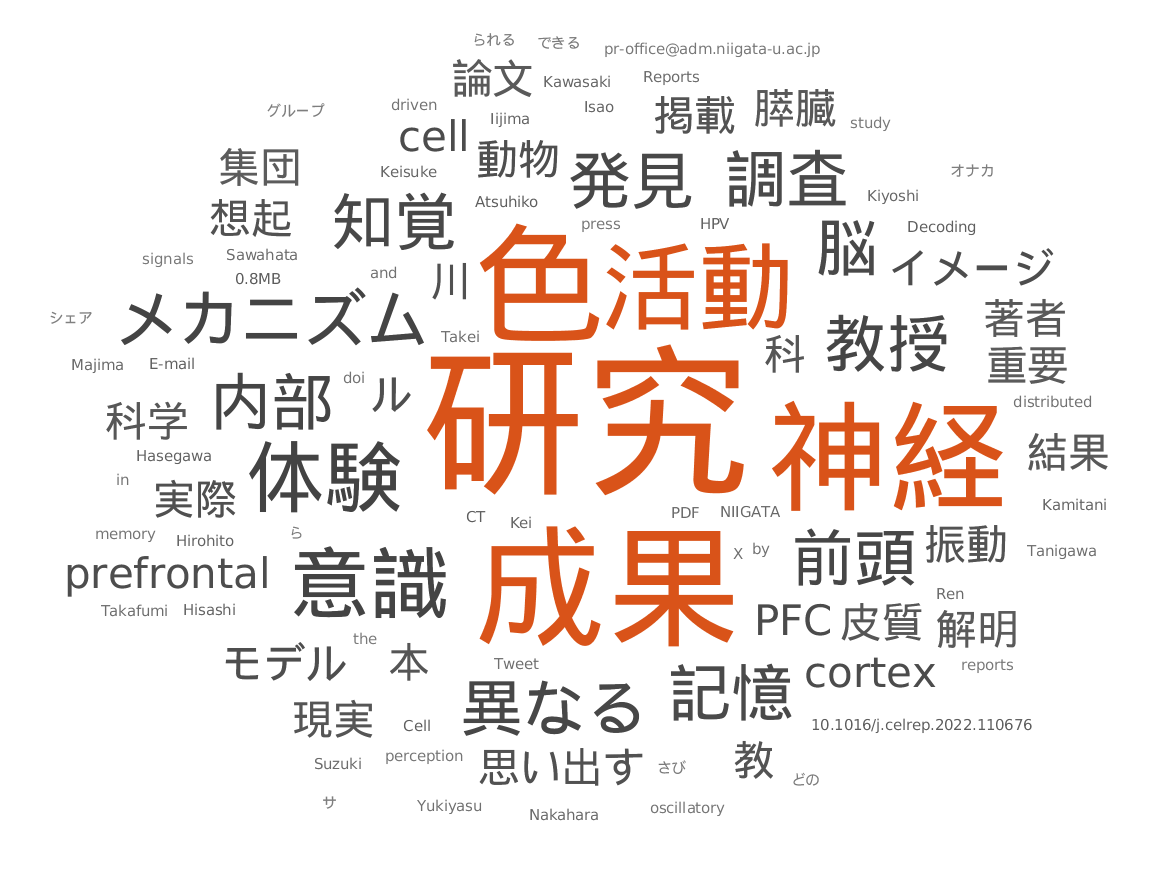 られる
できる
pr-office@adm.niigata-u.ac.jp
論文
Kawasaki
Reports
グループ
driven
Isao
掲載
膵臓
cell
Iijima
study
集団
Keisuke
動物
発見
調査
オナカ
想起
知覚
Atsuhiko
Kiyoshi
press
HPV
脳
Decoding
signals
Sawahata
0.8MB
and
川
色
活動
イメージ
シェア
メカニズム
Takei
科
教授
著者
重要
Majima
E-mail
内部
doi
ル
研究
神経
distributed
科学
Hasegawa
体験
結果
in
実際
CT
Kei
PDF
NIIGATA
Kamitani
memory
Hirohito
ら
成果
X
by
前頭
振動
Tanigawa
prefrontal
意識
Takafumi
Hisashi
PFC
皮質
Ren
解明
モデル
the
本
Tweet
記憶
cortex
reports
現実
Cell
異なる
10.1016/j.celrep.2022.110676
Suzuki
perception
思い出す
さび
教
どの
サ
Yukiyasu
Nakahara
oscillatory